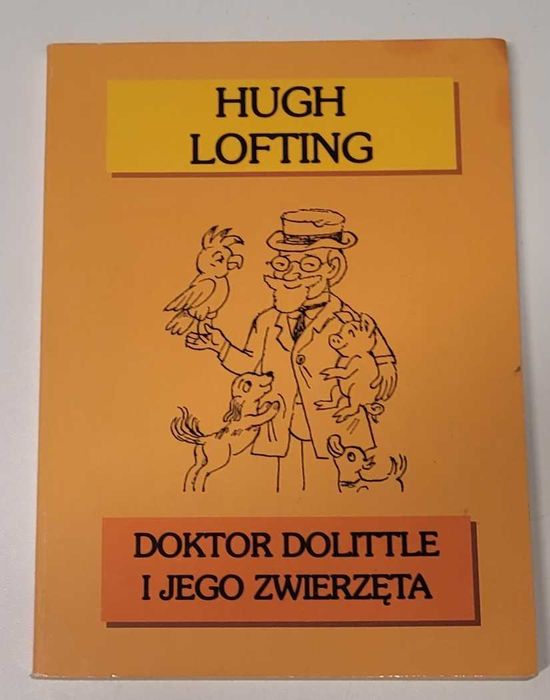 HUGH
LOFTING
DOKTOR DOLITTLE
I JEGO ZWIERZĘTA